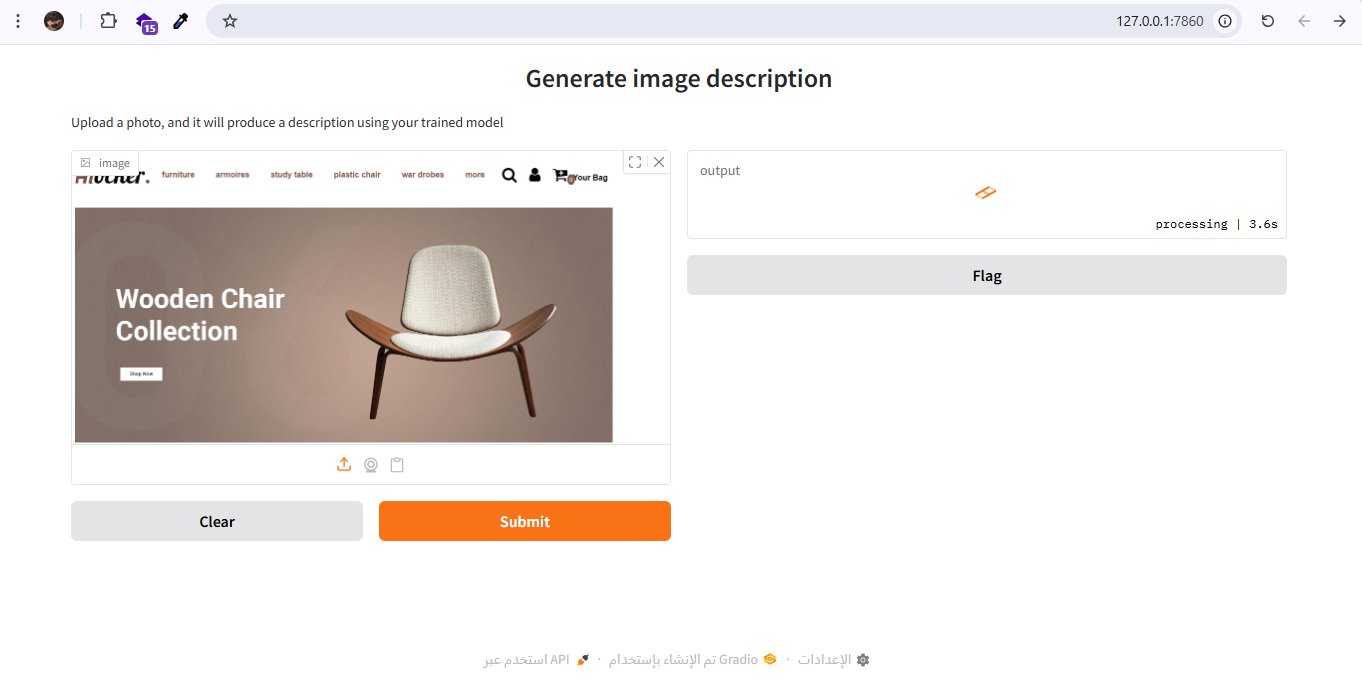 15
127.0.0.1:7860
Generate image description
Upload a photo, and it will produce a description using your trained model
image
furniture armoires study table plastic chair war drobes more
0
Your Bag
Wooden Chair
Collection
Shop Now
Clear
Submit
output
processing | 3.6s
Flag
استخدم عبر API · تم الإنشاء بإستخدام Gradio · الإعدادات